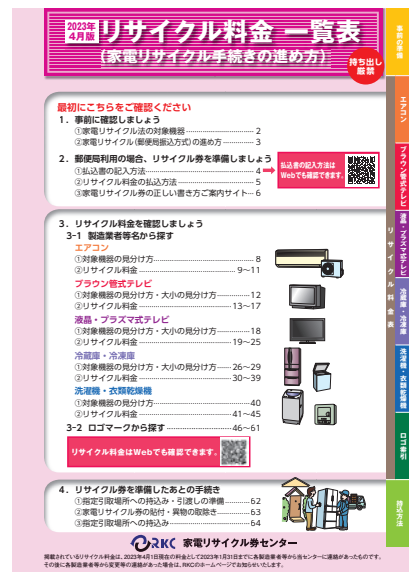 2023年
4月版
リサイクル料金 一覧表
(家電リサイクル手続きの進め方)
持ち出し
厳禁
最初にこちらをご確認ください
1．事前に確認しましょう
①家電リサイクル法の対象機器 2
②家電リサイクル(郵便局振込方式)の進め方 3
2．郵便局利用の場合、リサイクル券を準備しましょう
①払込書の記入方法 4
②リサイクル料金の払込方法 5
③家電リサイクル券の正しい書き方ご案内サイト 6
払込書の記入方法は
Webでも確認できます。
3．リサイクル料金を確認しましょう
3-1 製造業者等名から探す
エアコン
①対象機器の見分け方 8
②リサイクル料金 9〜11
ブラウン管式テレビ
①対象機器の見分け方・大小の見分け方 12
②リサイクル料金 13〜17
液晶・プラズマ式テレビ
①対象機器の見分け方・大小の見分け方 18
②リサイクル料金 19〜25
冷蔵庫・冷凍庫
①対象機器の見分け方・大小の見分け方 26〜29
②リサイクル料金 30〜39
洗濯機・衣類乾燥機
①対象機器の見分け方 40
②リサイクル料金 41〜45
3-2 ロゴマークから探す 46〜61
リサイクル料金はWebでも確認できます。
4．リサイクル券を準備したあとの手続き
①指定引取場所への持込み・引渡しの準備 62
②家電リサイクル券の貼付・異物の取除き 63
③指定引取場所への持込み 64
RKC 家電リサイクル券センター
掲載されているリサイクル料金は、2023年4月1日現在の料金として2023年1月31日までに各製造業者等から当センターに連絡があったものです。
その後に各製造業者等から変更等の連絡があった場合は、RKCのホームページでお知らせいたします。
事前の準備
エアコン
ブラウン管式テレビ
液晶・プラズマ式テレビ
冷蔵庫・冷凍庫
洗濯機・衣類乾燥機
ロゴ索引
持込方法
リサイクル料金表